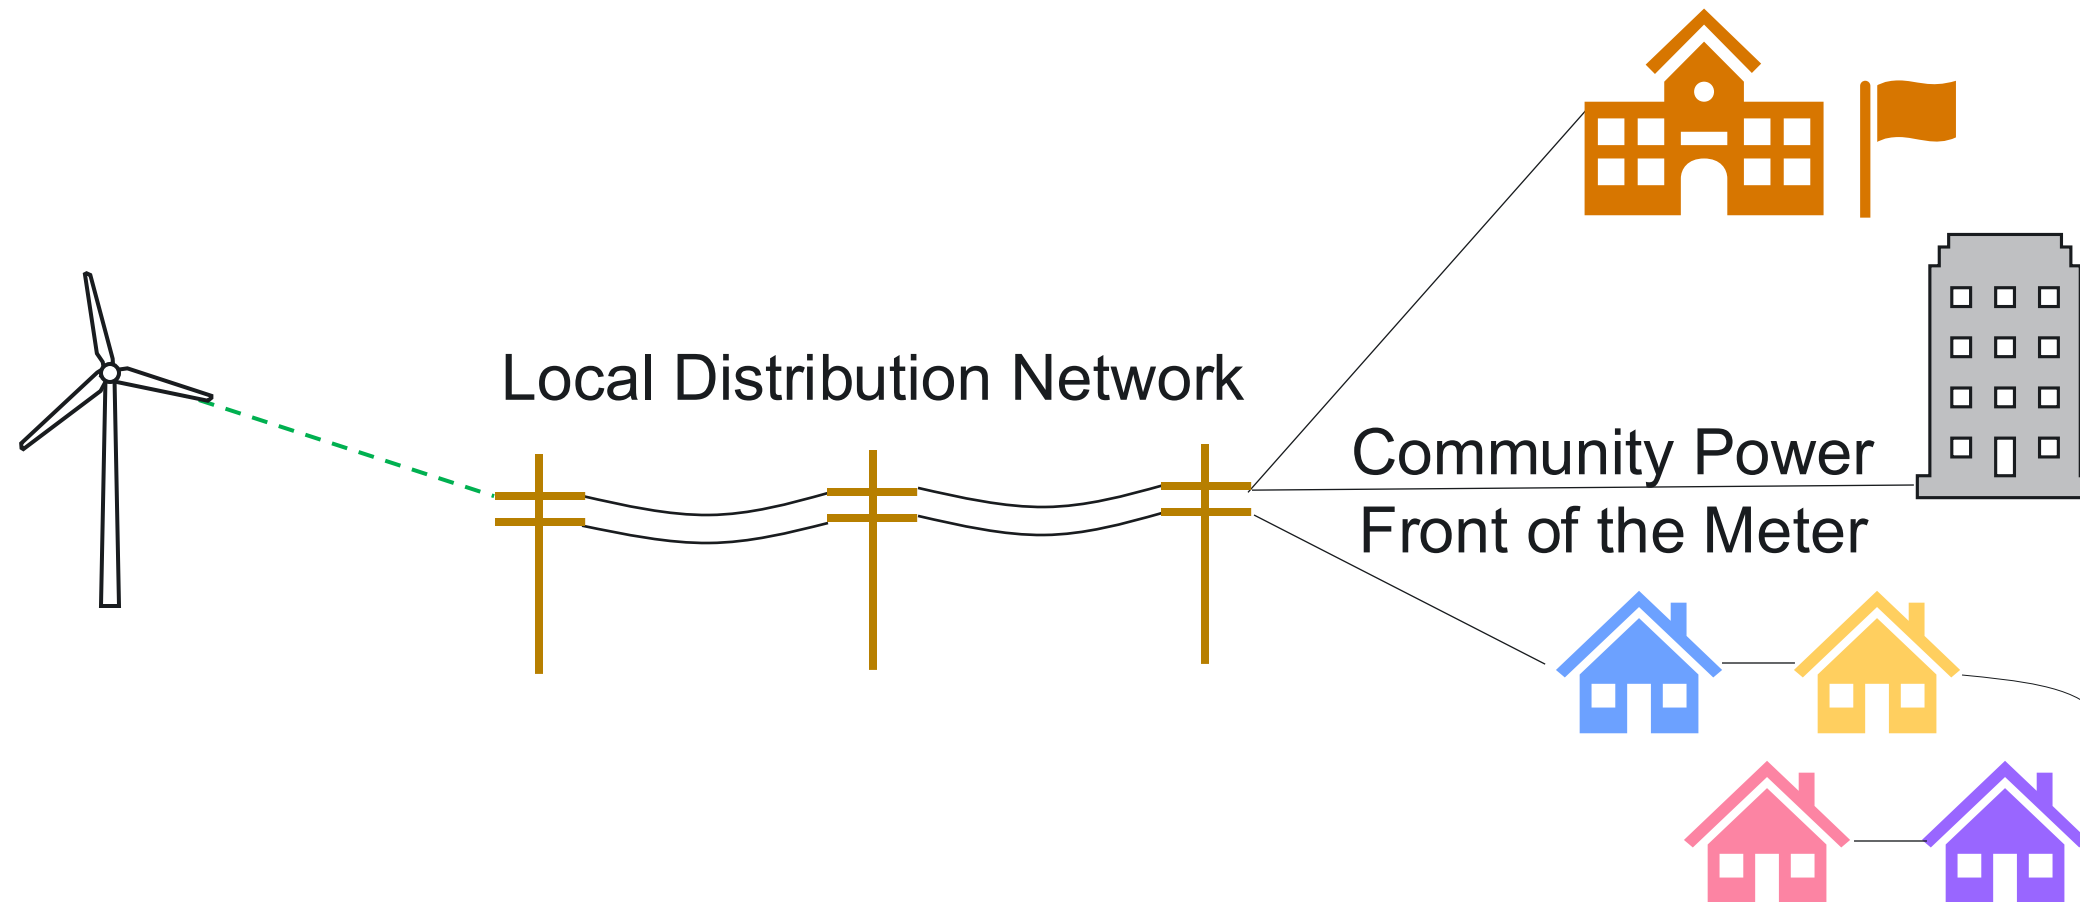 Local Distribution Network
Community Power
Front of the Meter